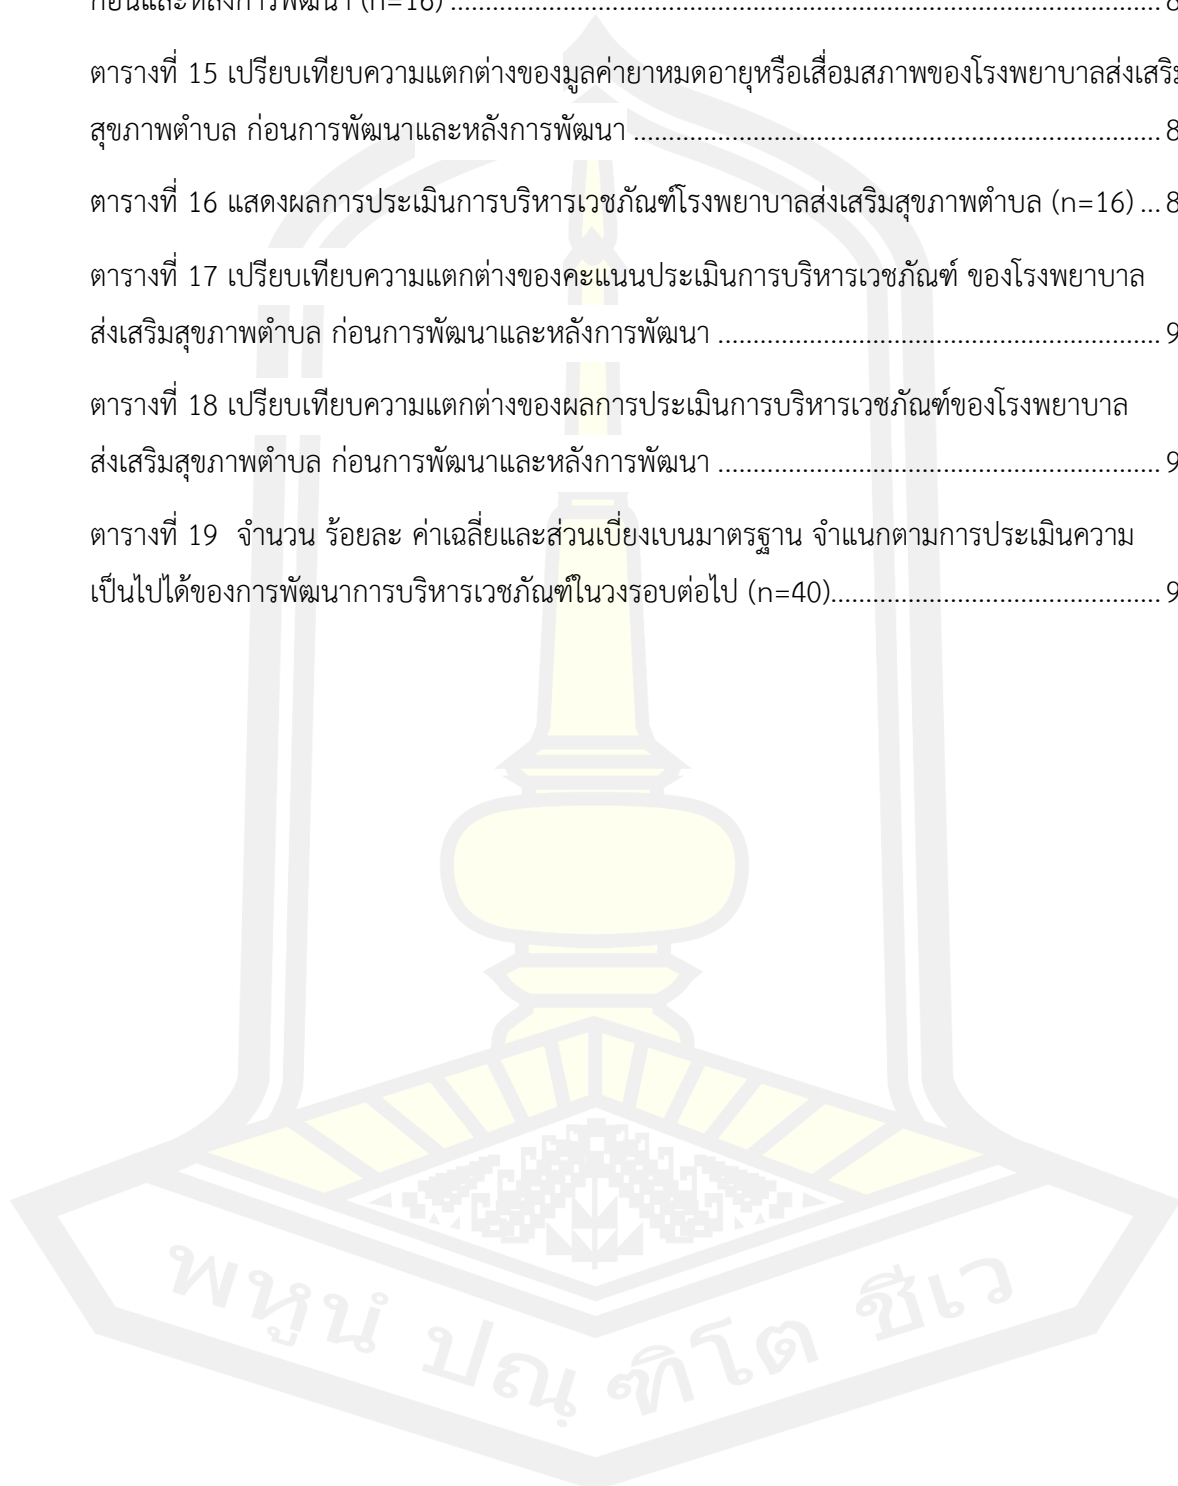 ก่อนและหลังการพัฒนา (n=16) ........................................................................................................ 8
ตารางที่ 15 เปรียบเทียบความแตกต่างของมูลค่ายาหมดอายุหรือเสื่อมสภาพของโรงพยาบาลส่งเสริม
สุขภาพตำบล ก่อนการพัฒนาและหลังการพัฒนา ............................................................................ 8
ตารางที่ 16 แสดงผลการประเมินการบริหารเวชภัณฑ์โรงพยาบาลส่งเสริมสุขภาพตำบล (n=16) ... 8
ตารางที่ 17 เปรียบเทียบความแตกต่างของคะแนนประเมินการบริหารเวชภัณฑ์ ของโรงพยาบาล
ส่งเสริมสุขภาพตำบล ก่อนการพัฒนาและหลังการพัฒนา ................................................................ 9
ตารางที่ 18 เปรียบเทียบความแตกต่างของผลการประเมินการบริหารเวชภัณฑ์ของโรงพยาบาล
ส่งเสริมสุขภาพตำบล ก่อนการพัฒนาและหลังการพัฒนา ................................................................ 9
ตารางที่ 19 จำนวน ร้อยละ ค่าเฉลี่ยและส่วนเบี่ยงเบนมาตรฐาน จำแนกตามการประเมินความ
เป็นไปได้ของการพัฒนาการบริหารเวชภัณฑ์ในวงรอบต่อไป (n=40)............................................... 9
พหูนํ ปณฺ ฑิโต ชีเว